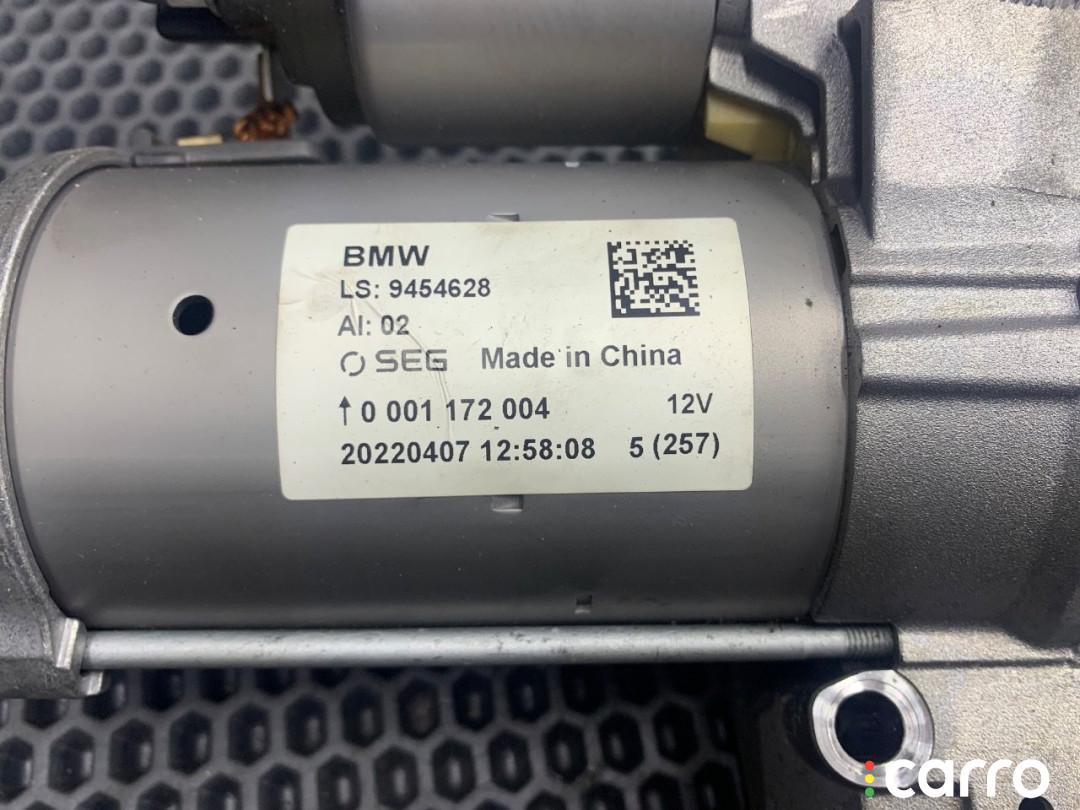 BMW
LS: 9454628
AI: 02
SEG Made in China
↑0 001 172 004 12V
20220407 12:58:08 5 (257)
carro